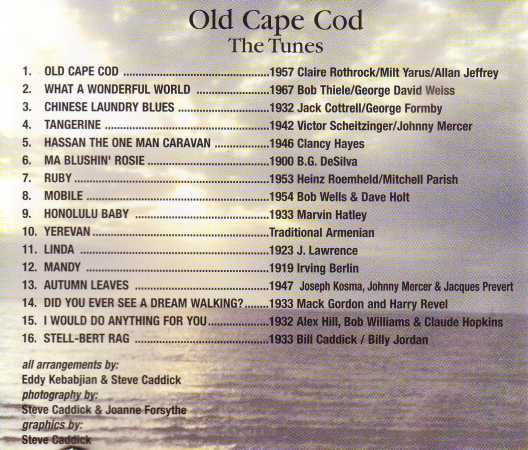 Old Cape Cod
The Tunes
1. OLD CAPE COD ...........................................1957 Claire Rothrock/Milt Yarus/Allan Jeffrey
2. WHAT A WONDERFUL WORLD .....................1967 Bob Thiele/George David Weiss
3. CHINESE LAUNDRY BLUES ..........................1932 Jack Cottrell/George Formby
4. TANGERINE ................................................1942 Victor Scheitzinger/Johnny Mercer
5. HASSAN THE ONE MAN CARAVAN ................1946 Clancy Hayes
6. MA BLUSHIN' ROSIE ...................................1900 B.G. DeSilva
7. RUBY .........................................................1953 Heinz Roemheld/Mitchell Parish
8. MOBILE ......................................................1954 Bob Wells & Dave Holt
9. HONOLULU BABY .......................................1933 Marvin Hatley
10. YEREVAN ...................................................Traditional Armenian
11. LINDA ........................................................1923 J. Lawrence
12. MANDY ......................................................1919 Irving Berlin
13. AUTUMN LEAVES .......................................1947 Joseph Kosma, Johnny Mercer & Jacques Prevert
14. DID YOU EVER SEE A DREAM WALKING?.......1933 Mack Gordon and Harry Revel
15. I WOULD DO ANYTHING FOR YOU.................1932 Alex Hill, Bob Williams & Claude Hopkins
16. STELL-BERT RAG ........................................1933 Bill Caddick / Billy Jordan
all arrangements by:
Eddy Kebabjian & Steve Caddick
photography by:
Steve Caddick & Joanne Forsythe
graphics by:
Steve Caddick